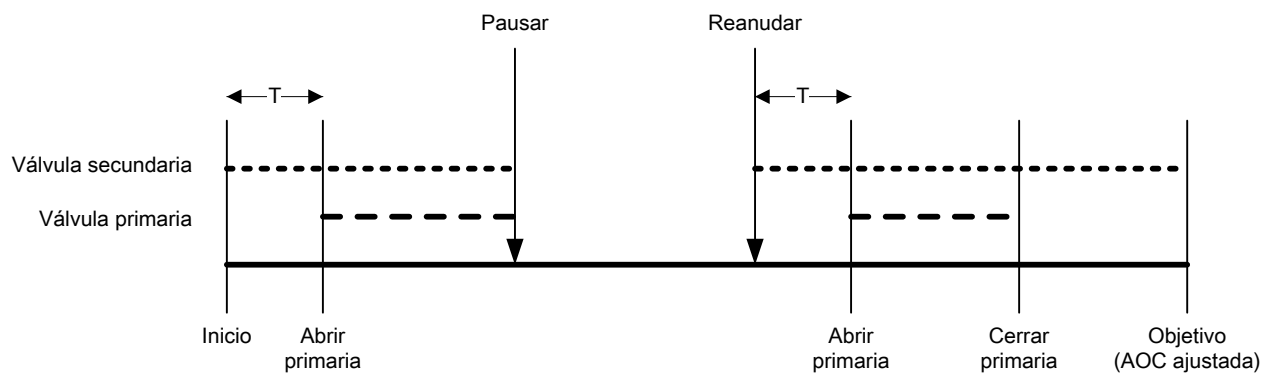 Pausar
Reanudar
T
T
Válvula secundaria
Válvula primaria
Inicio
Abrir
primaria
Abrir
primaria
Cerrar
primaria
Objetivo
(AOC ajustada)